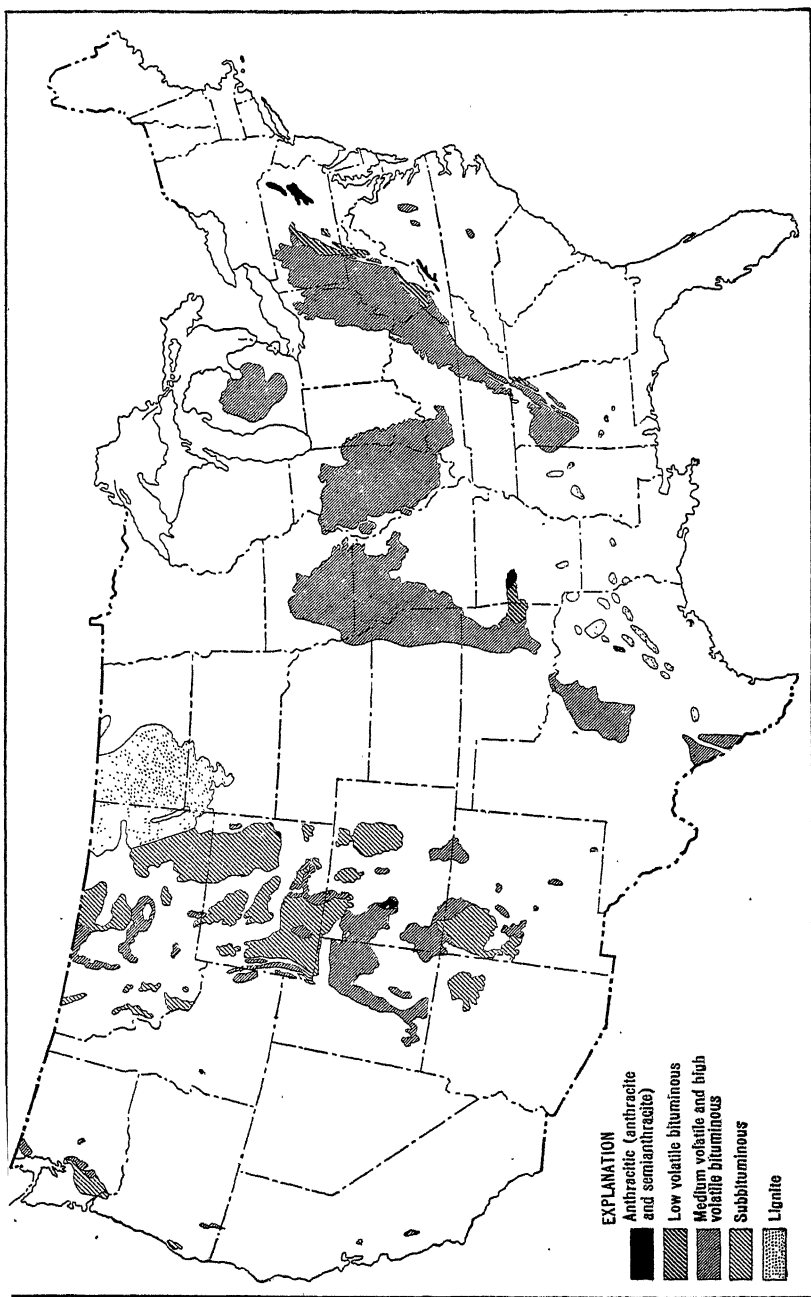 EXPLANATION
Anthracitic (anthracite
and semianthracite)
Low volatile bituminous
Medium volatile and high
volatile bituminous
Subbituminous
Lignite